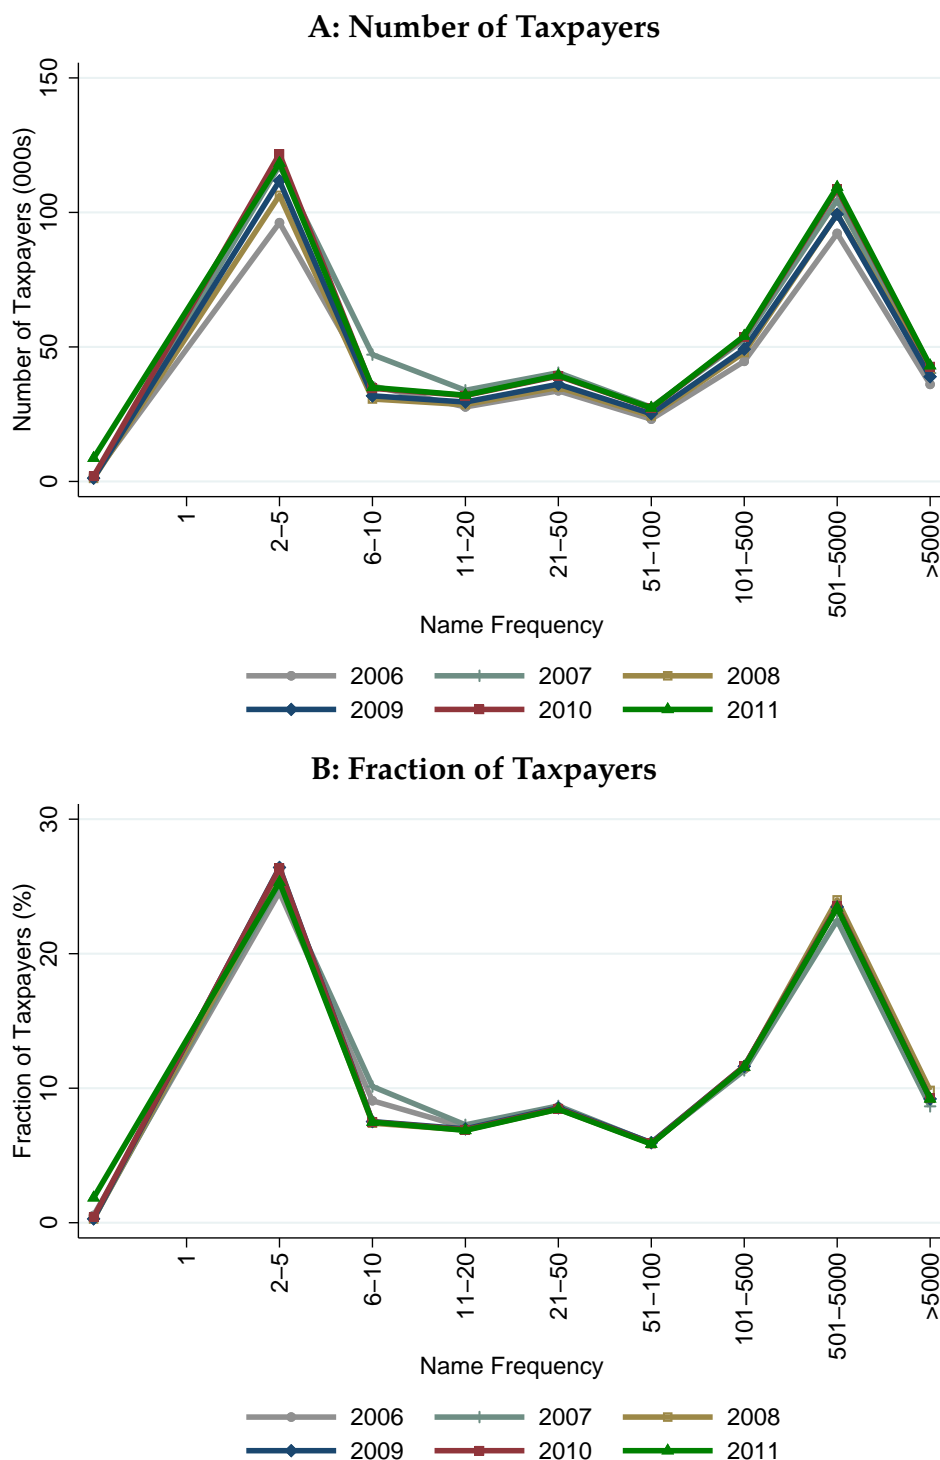 A: Number of Taxpayers
Number of Taxpayers (000s)
150
100
50
0
1
2–5
6–10
11–20
21–50
51–100
101–500
501–5000
>5000
Name Frequency
2006 2007 2008
2009 2010 2011
B: Fraction of Taxpayers
Fraction of Taxpayers (%)
30
20
10
0
1
2–5
6–10
11–20
21–50
51–100
101–500
501–5000
>5000
Name Frequency
2006 2007 2008
2009 2010 2011